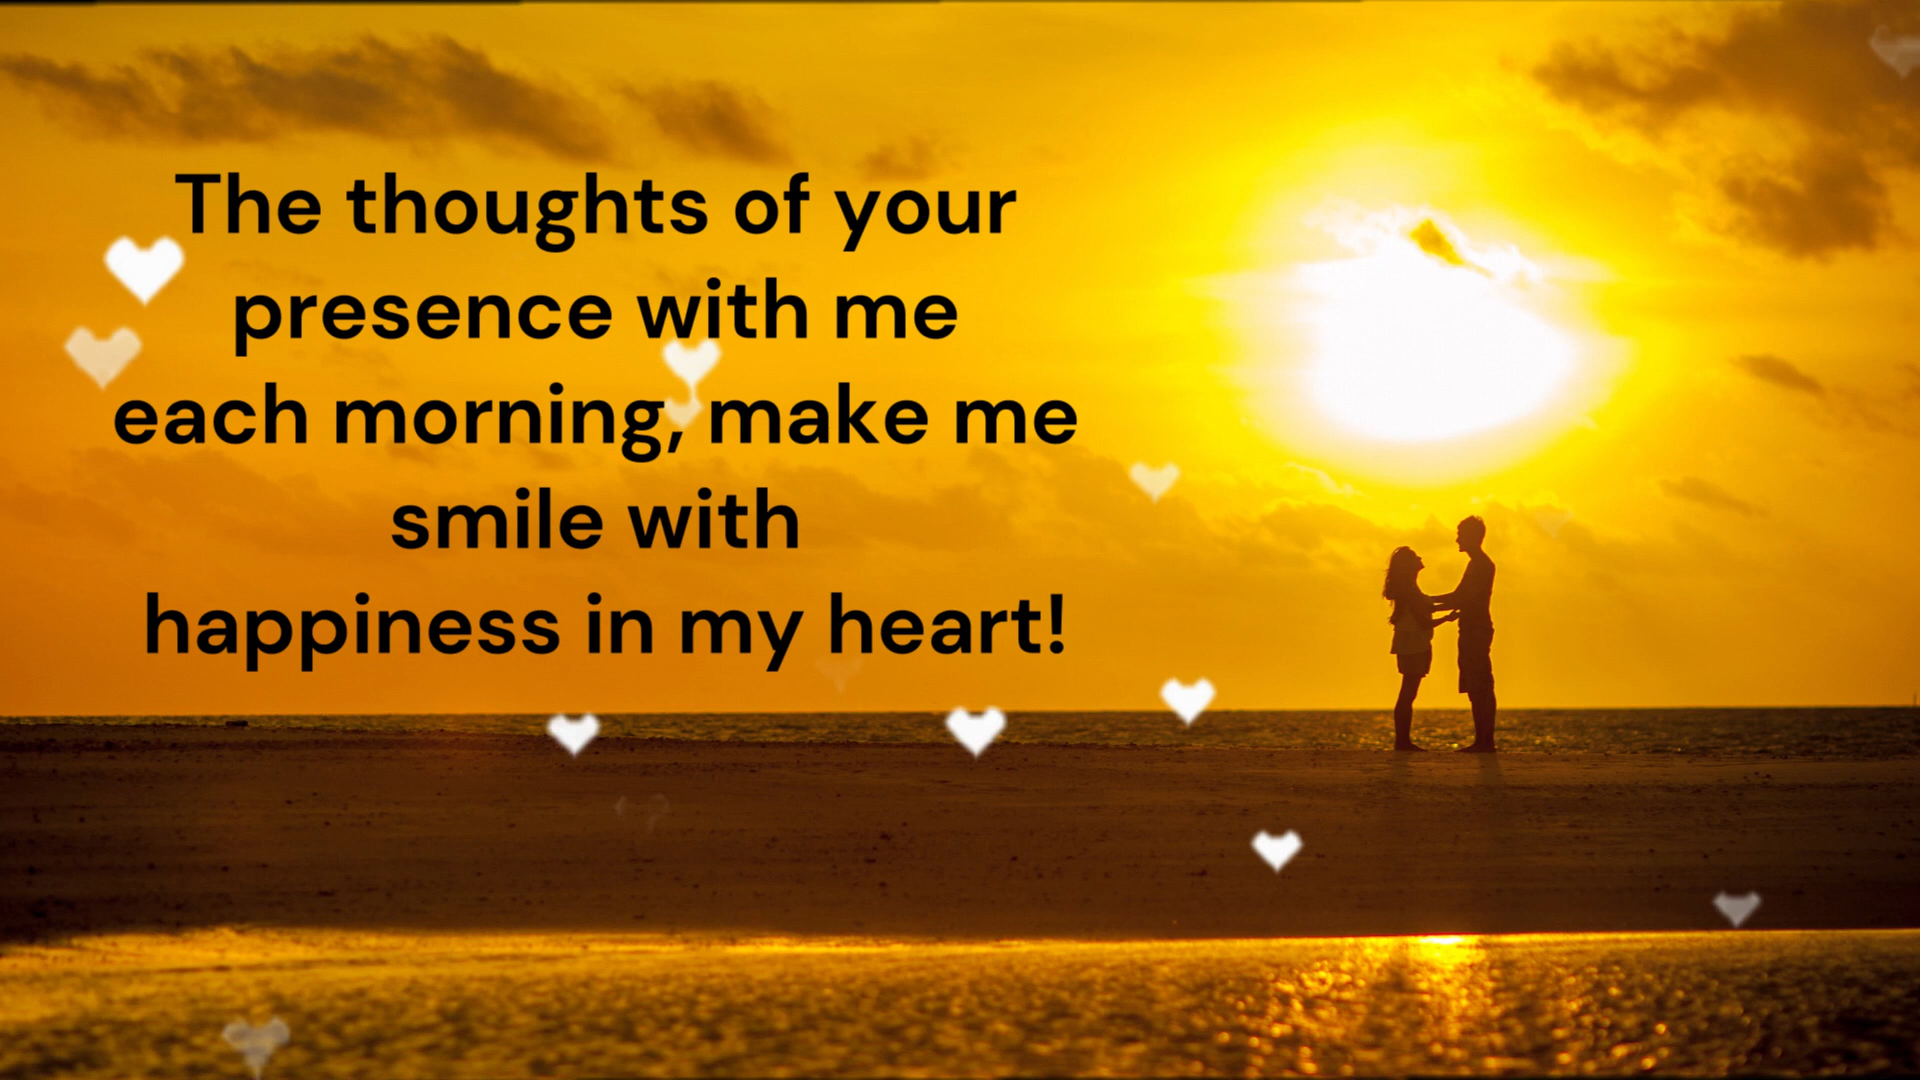 The thoughts of your
presence with me
each morning, make me
smile with
happiness in my heart!